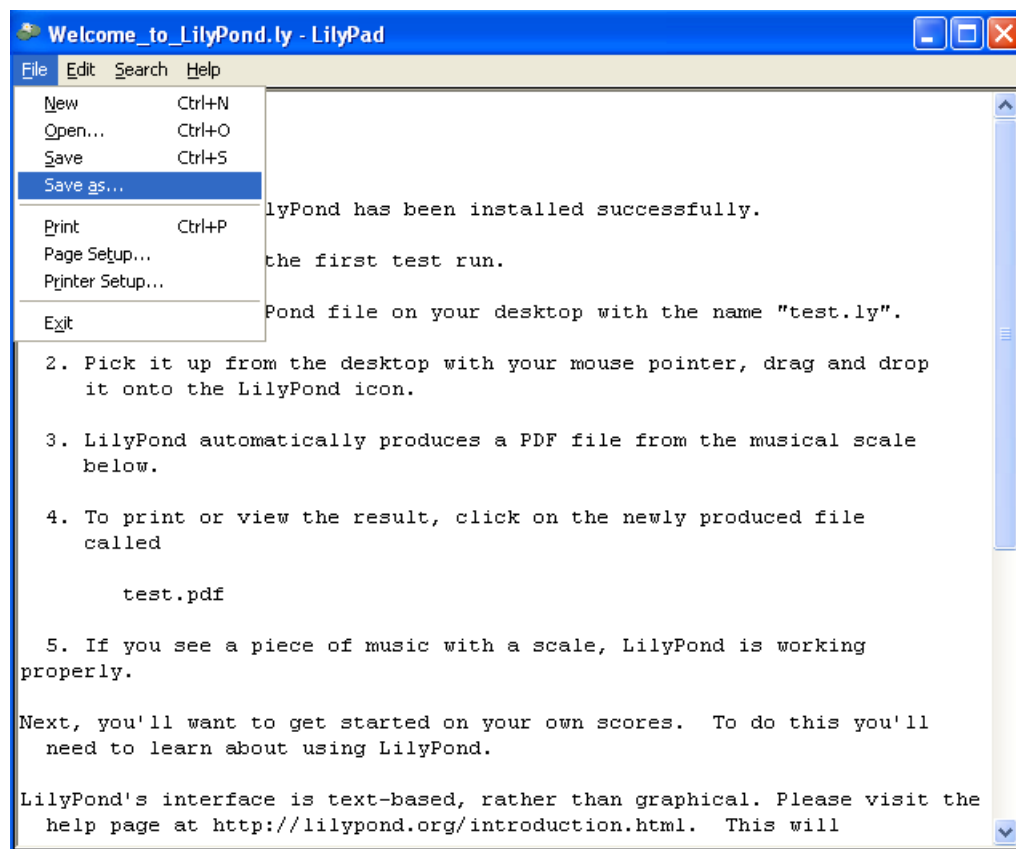 Welcome_to_LilyPond.ly - LilyPad
File Edit Search Help
New Ctrl+N
Open... Ctrl+O
Save Ctrl+S
Save as...
Print Ctrl+P
Page Setup...
Printer Setup...
Exit
lyPond has been installed successfully.
the first test run.
Pond file on your desktop with the name "test.ly".
2. Pick it up from the desktop with your mouse pointer, drag and drop
it onto the LilyPond icon.
3. LilyPond automatically produces a PDF file from the musical scale
below.
4. To print or view the result, click on the newly produced file
called
test.pdf
5. If you see a piece of music with a scale, LilyPond is working
properly.
Next, you'll want to get started on your own scores.  To do this you'll
need to learn about using LilyPond.
LilyPond's interface is text-based, rather than graphical. Please visit the
help page at http://lilypond.org/introduction.html.  This will